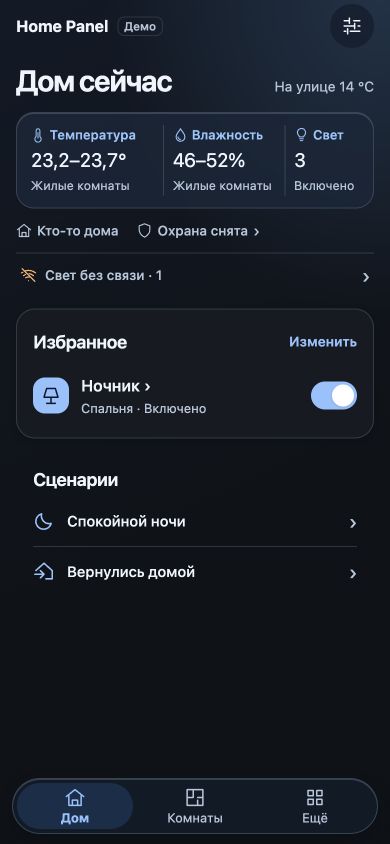 Home Panel Демо
Дом сейчас
На улице 14 °C
Температура
23,2–23,7°
Жилые комнаты
Влажность
46–52%
Жилые комнаты
Свет
3
Включено
Кто-то дома
Охрана снята ›
Свет без связи · 1 ›
Избранное
Изменить
Ночник ›
Спальня · Включено
Сценарии
Спокойной ночи ›
Вернулись домой ›
Дом
Комнаты
Ещё